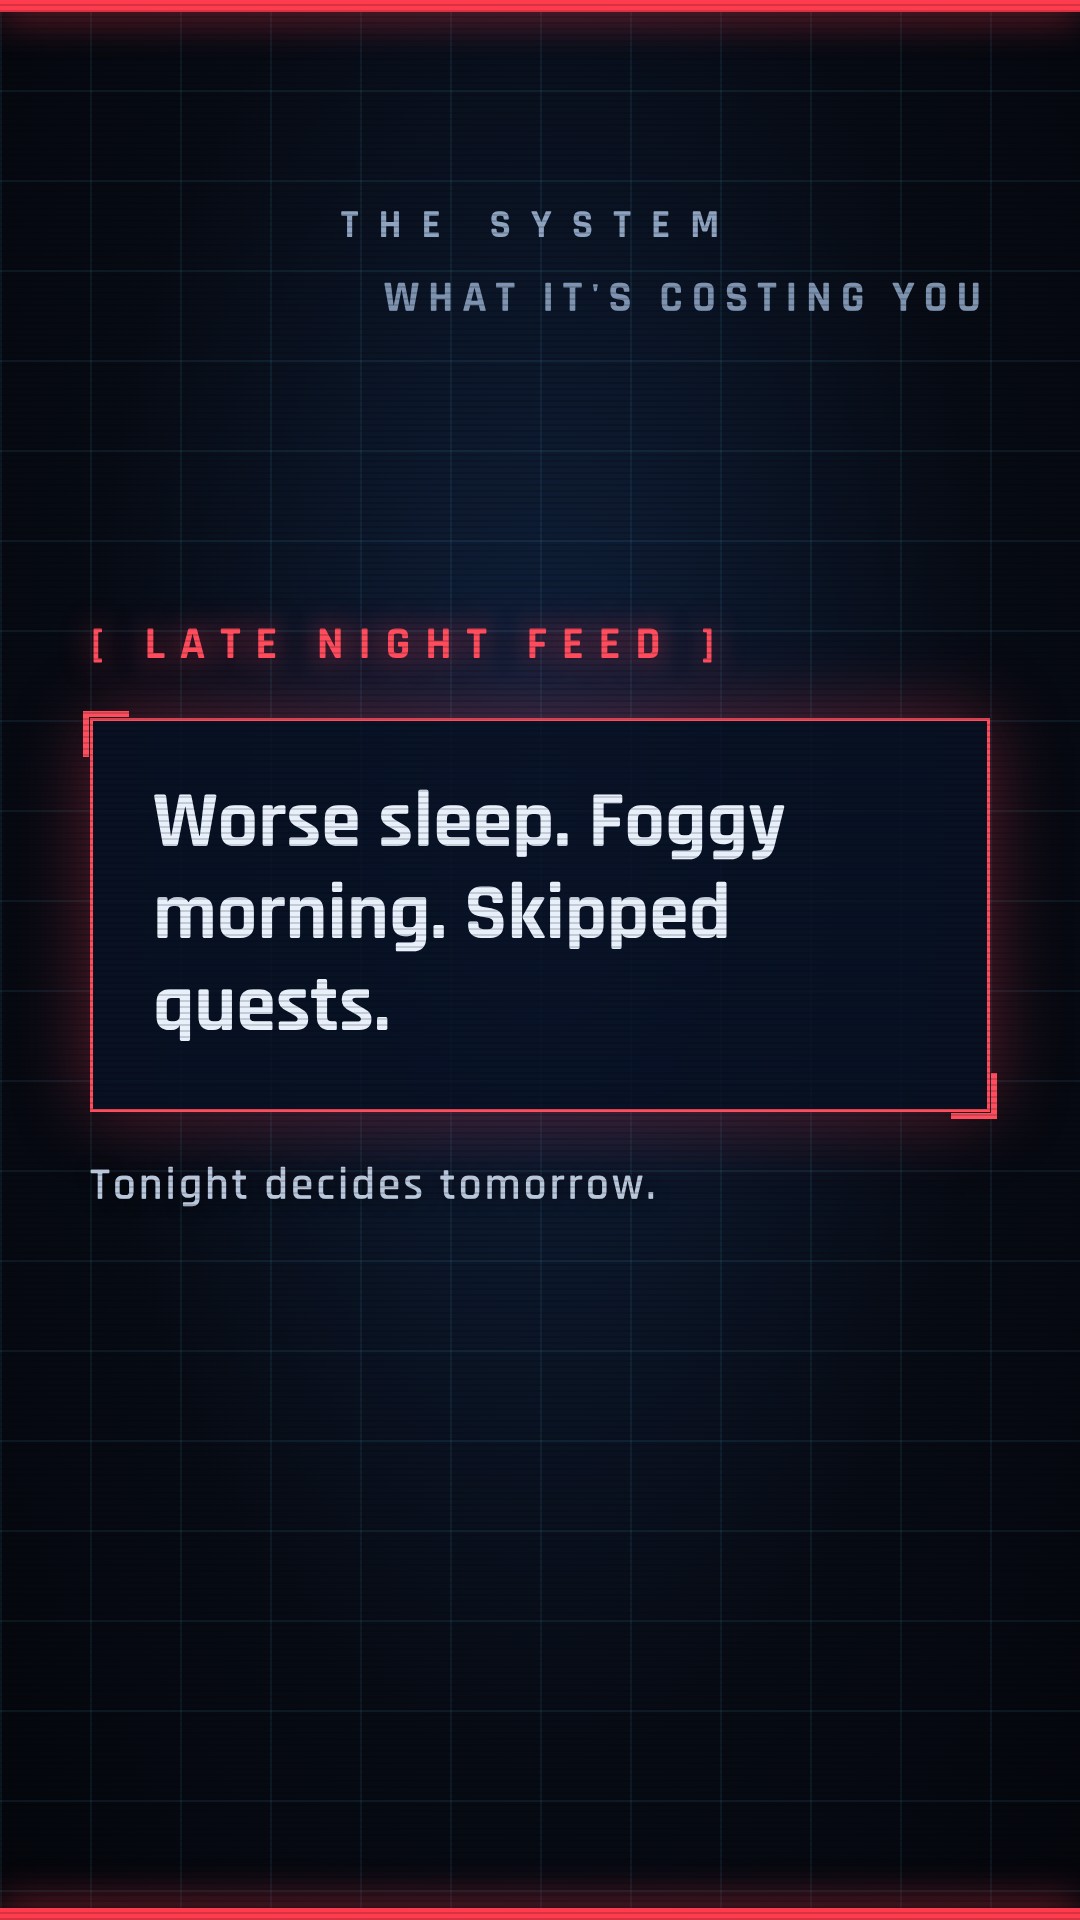 THE SYSTEM
WHAT IT'S COSTING YOU
[ LATE NIGHT FEED ]
Worse sleep. Foggy
morning. Skipped
quests.
Tonight decides tomorrow.